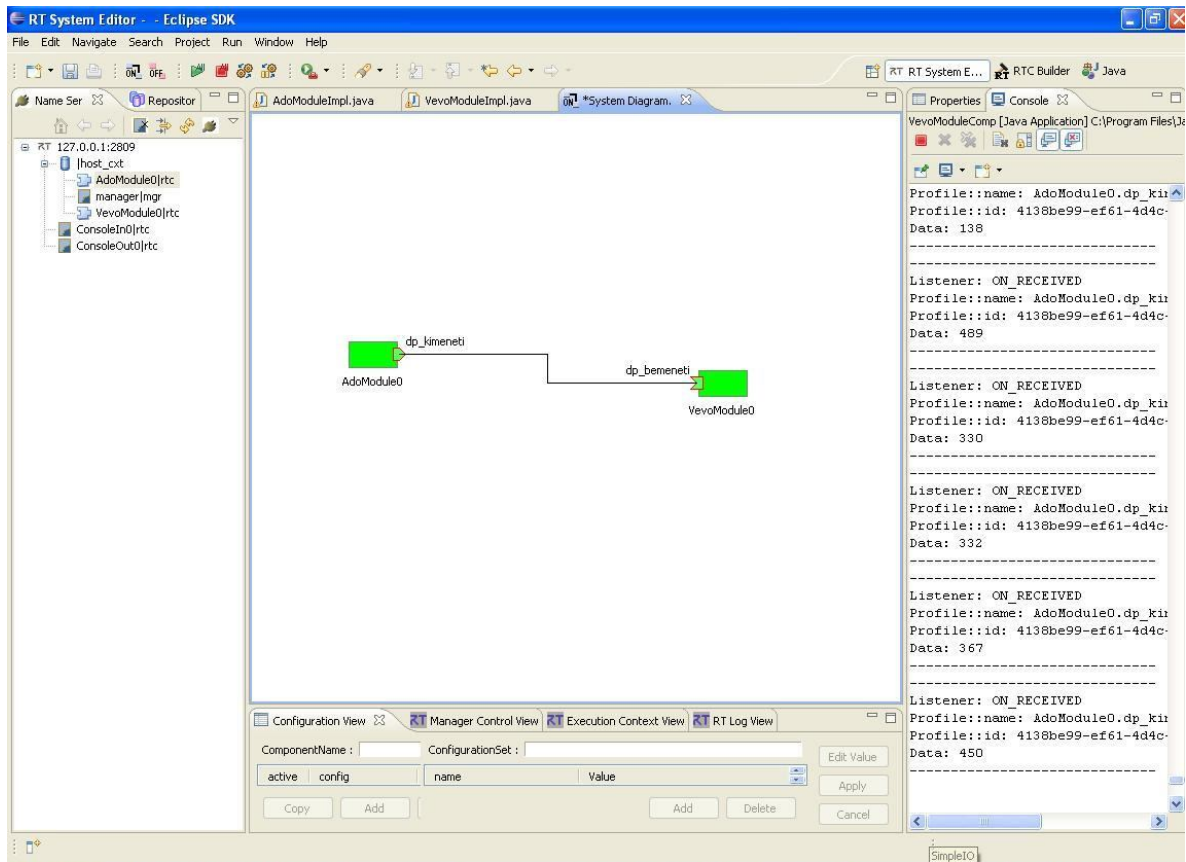 RT System Editor - - Eclipse SDK
File Edit Navigate Search Project Run Window Help
RT RT System E... RTC Builder Java
Name Ser Repositor
127.0.0.1:2809
|host_cxt
AdoModule0|rtc
manager|mgr
VevoModule0|rtc
ConsoleIn0|rtc
ConsoleOut0|rtc
AdoModuleImpl.java VevoModuleImpl.java *System Diagram.
dp_kimeneti
AdoModule0
dp_bemeneti
VevoModule0
Configuration View RT Manager Control View RT Execution Context View RT RT Log View
ComponentName : ConfigurationSet :
active config name Value
Edit Value
Apply
Cancel
Copy Add Add Delete
Properties Console
VevoModuleComp [Java Application] C:\Program Files\Ja
Profile::name: AdoModule0.dp_kin
Profile::id: 4138be99-ef61-4d4c-
Data: 138
--------------------------------
--------------------------------
Listener: ON_RECEIVED
Profile::name: AdoModule0.dp_kin
Profile::id: 4138be99-ef61-4d4c-
Data: 489
--------------------------------
--------------------------------
Listener: ON_RECEIVED
Profile::name: AdoModule0.dp_kin
Profile::id: 4138be99-ef61-4d4c-
Data: 330
--------------------------------
--------------------------------
Listener: ON_RECEIVED
Profile::name: AdoModule0.dp_kin
Profile::id: 4138be99-ef61-4d4c-
Data: 332
--------------------------------
--------------------------------
Listener: ON_RECEIVED
Profile::name: AdoModule0.dp_kin
Profile::id: 4138be99-ef61-4d4c-
Data: 367
--------------------------------
--------------------------------
Listener: ON_RECEIVED
Profile::name: AdoModule0.dp_kin
Profile::id: 4138be99-ef61-4d4c-
Data: 450
--------------------------------
SimpleIO